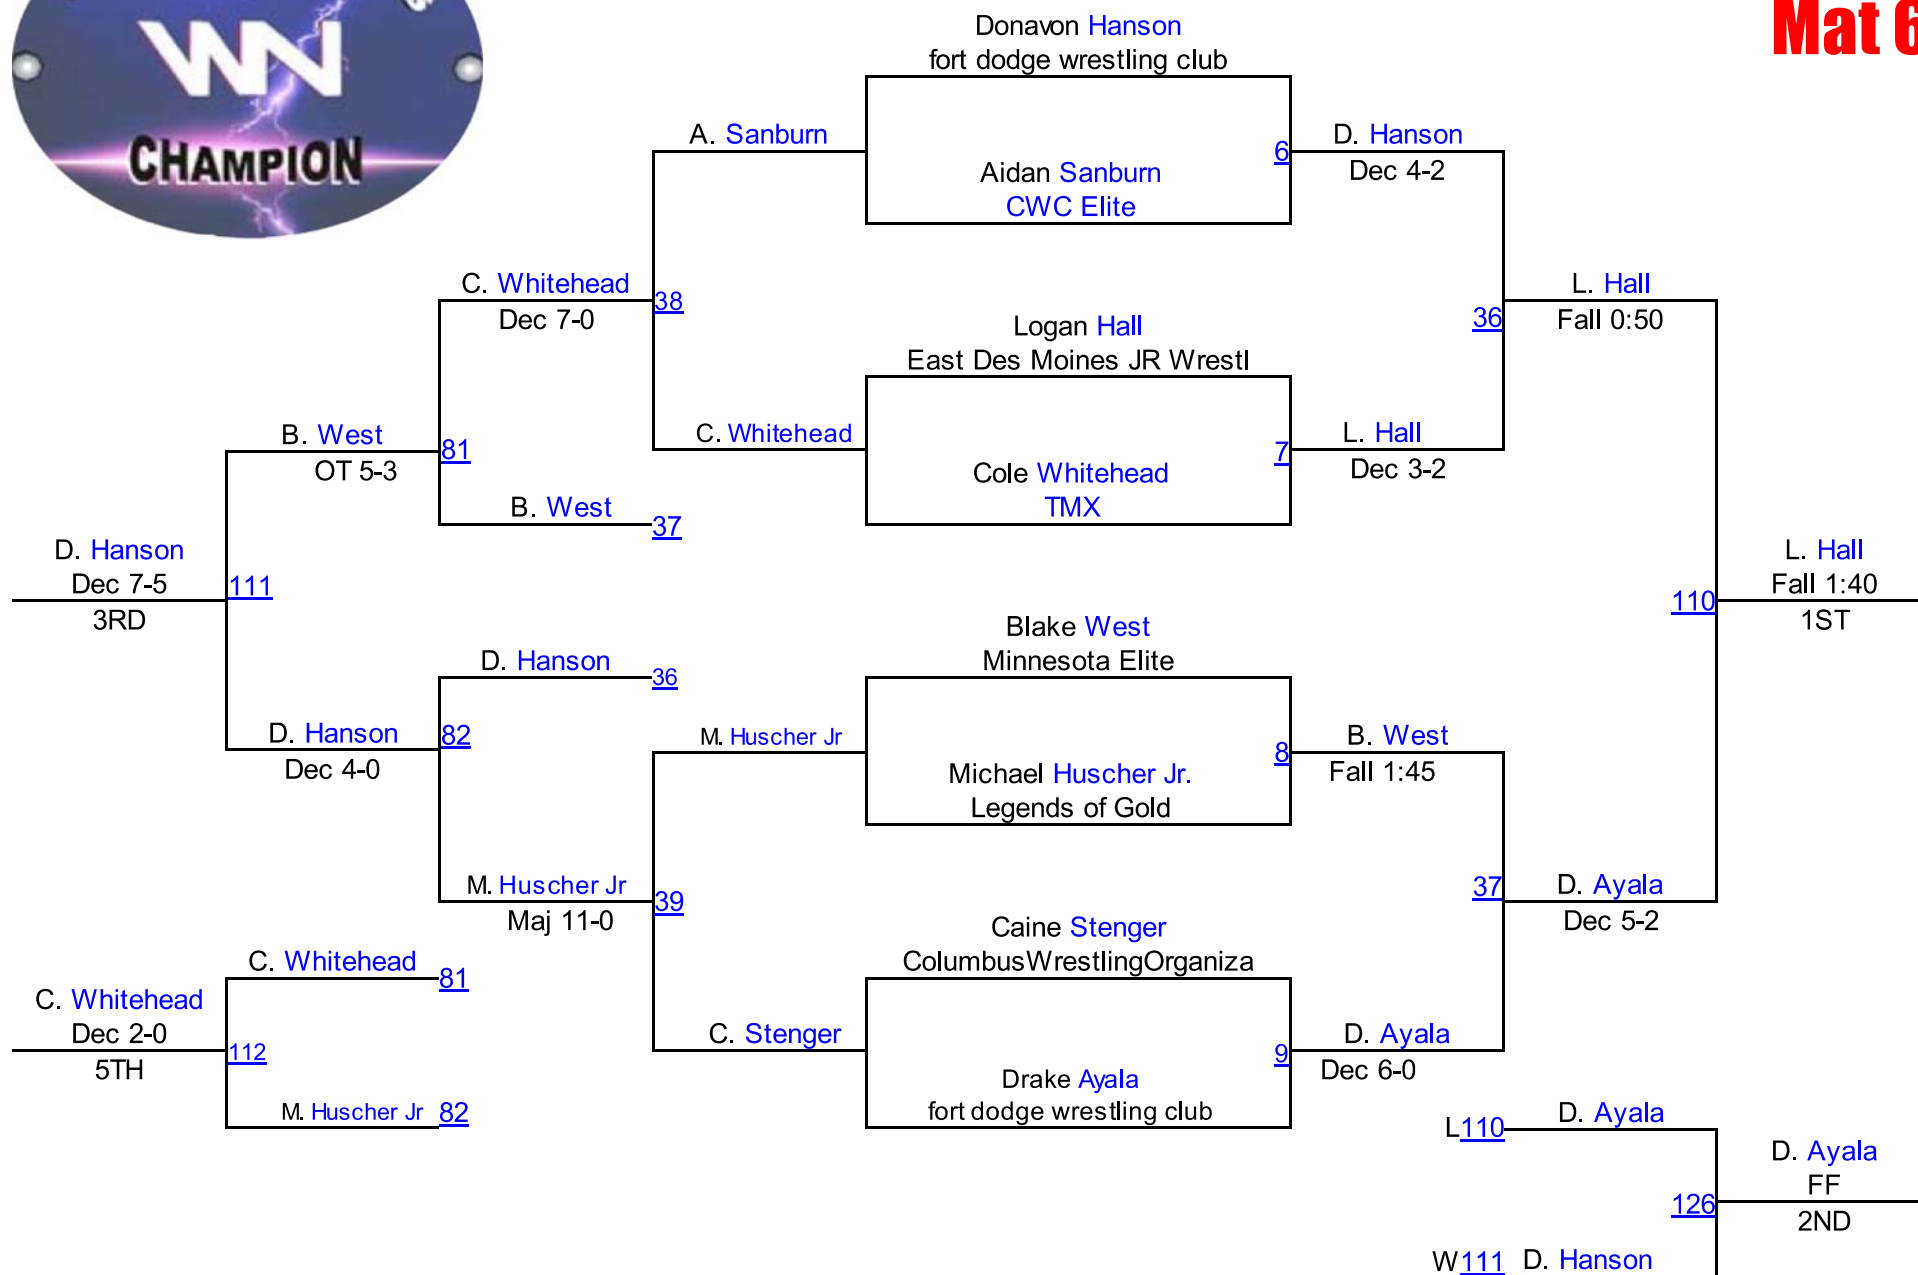 WN
CHAMPION
Mat 6
Donavon Hanson
fort dodge wrestling club
A. Sanburn
6
D. Hanson
Dec 4-2
Aidan Sanburn
CWC Elite
C. Whitehead
Dec 7-0
38
L. Hall
Fall 0:50
36
Logan Hall
East Des Moines JR Wrestl
B. West
OT 5-3
81
C. Whitehead
7
L. Hall
Dec 3-2
Cole Whitehead
TMX
B. West
37
D. Hanson
Dec 7-5
3RD
111
L. Hall
Fall 1:40
1ST
110
Blake West
Minnesota Elite
D. Hanson
36
D. Hanson
Dec 4-0
82
M. Huscher Jr
8
B. West
Fall 1:45
Michael Huscher Jr.
Legends of Gold
M. Huscher Jr
Maj 11-0
39
37
D. Ayala
Dec 5-2
Caine Stenger
ColumbusWrestlingOrganiza
C. Whitehead
81
C. Whitehead
Dec 2-0
5TH
112
C. Stenger
9
D. Ayala
Dec 6-0
Drake Ayala
fort dodge wrestling club
M. Huscher Jr 82
L110
D. Ayala
D. Ayala
FF
2ND
126
W111 D. Hanson